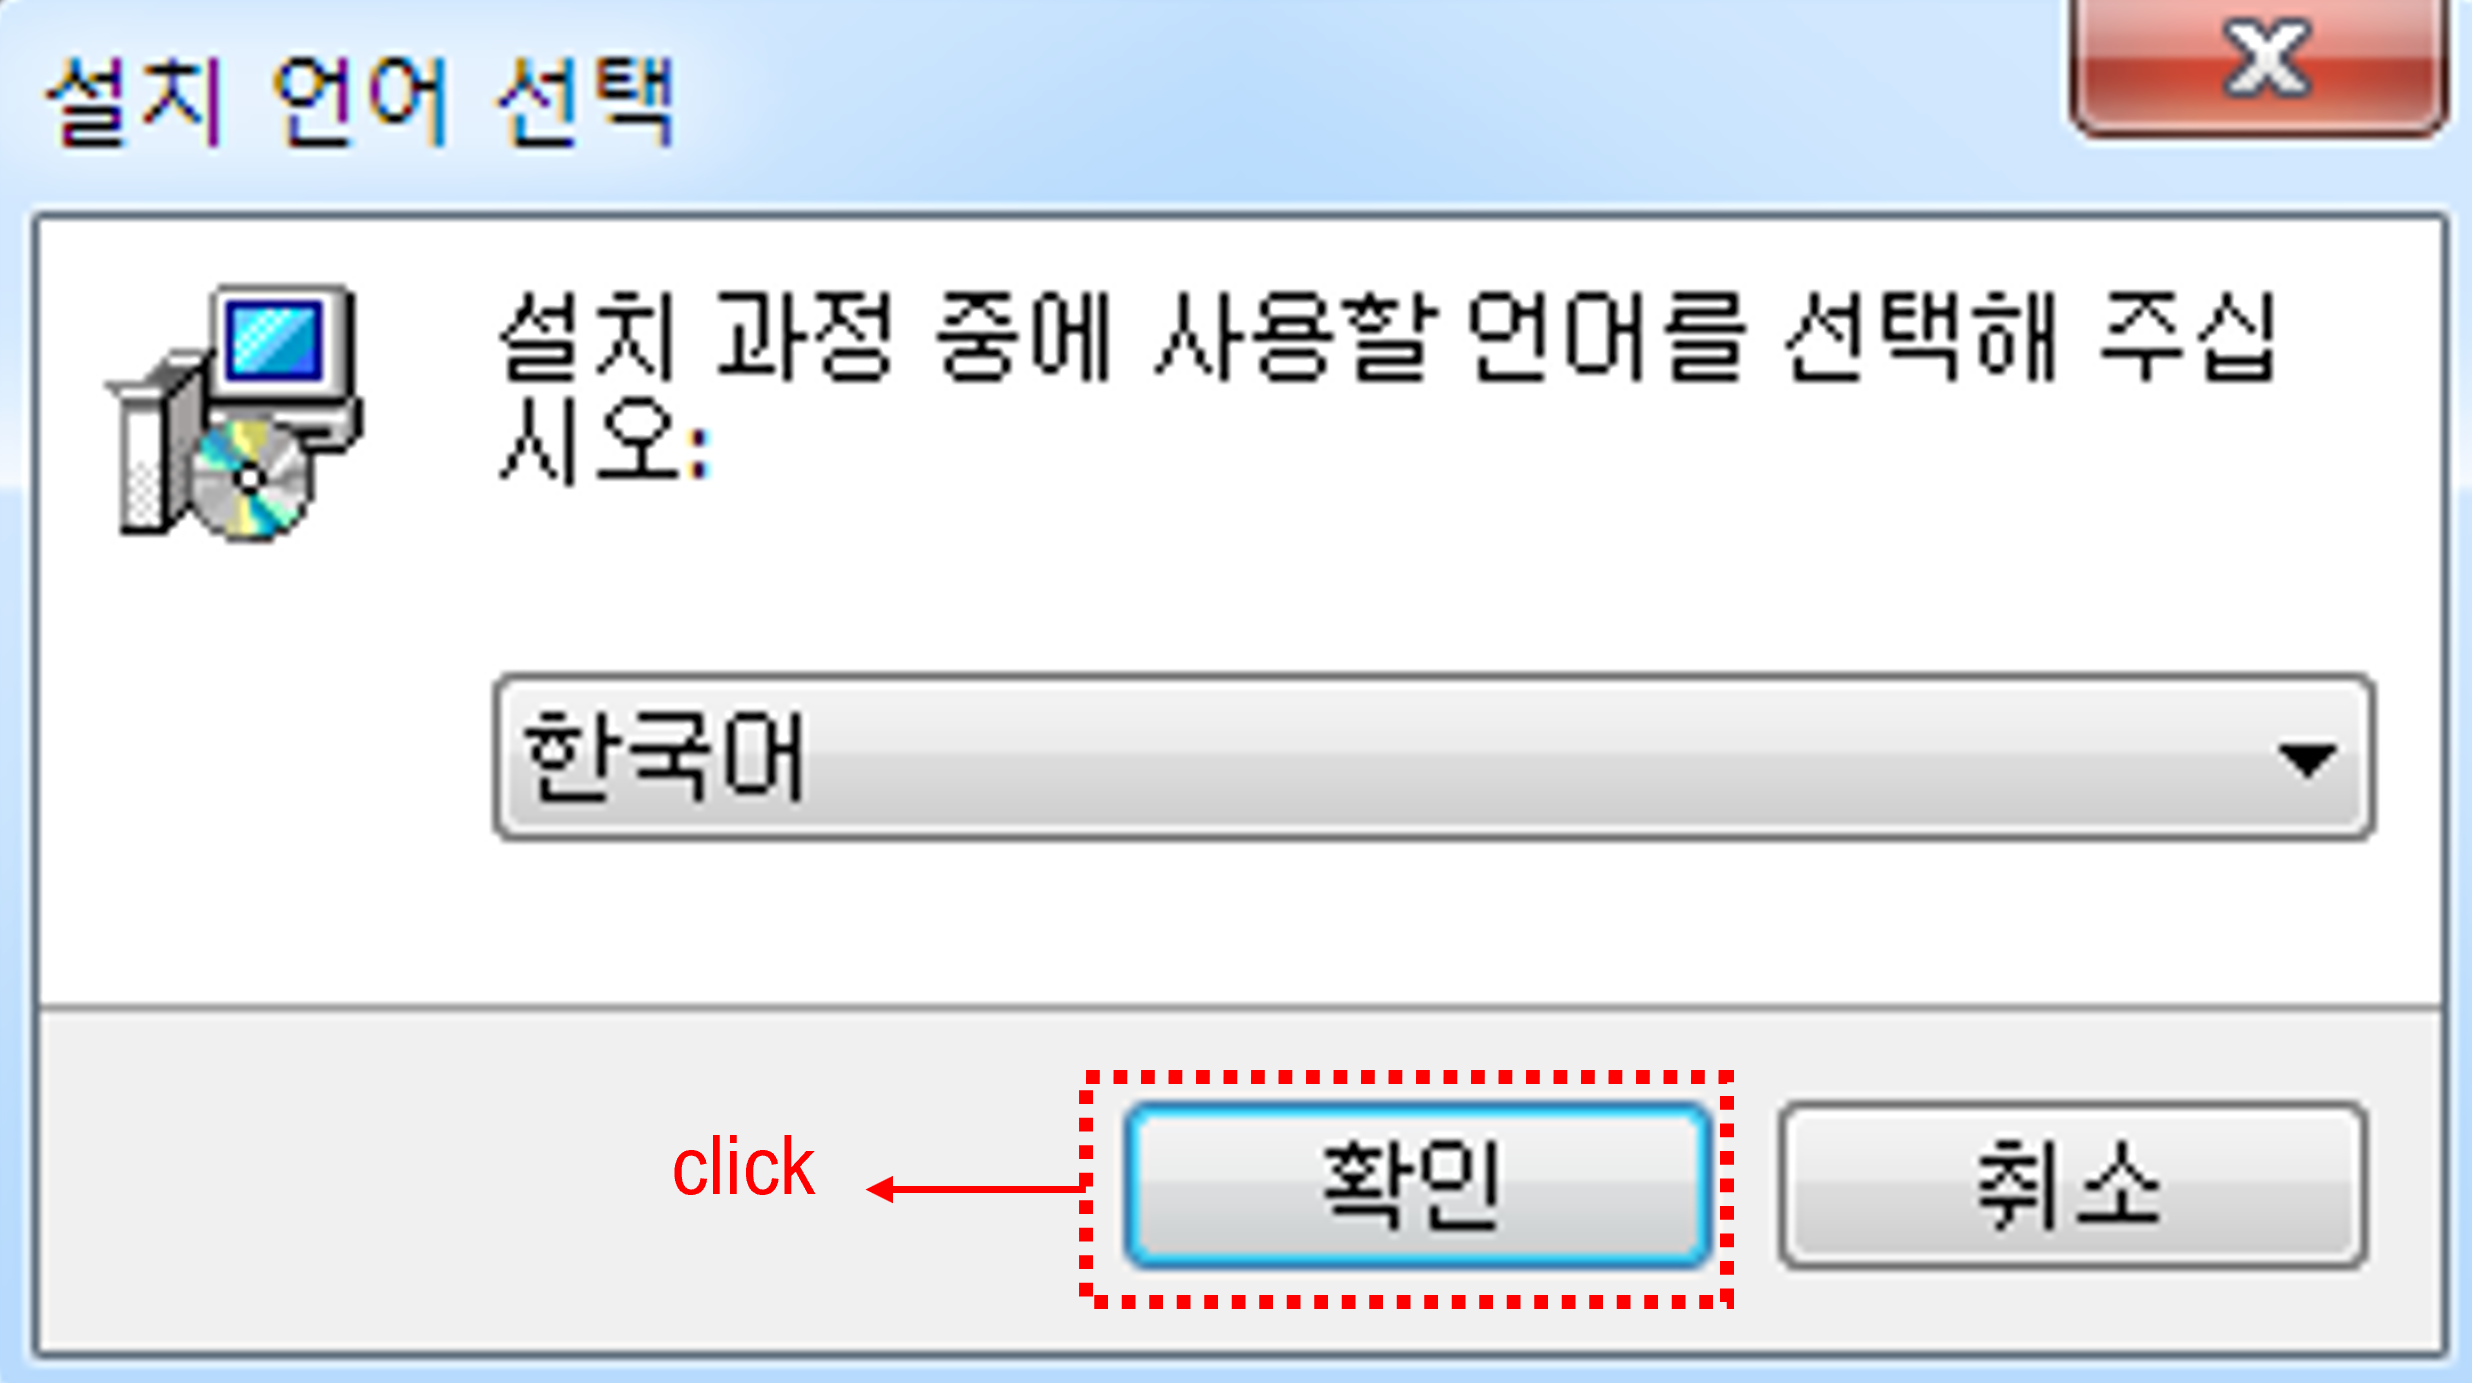 설치 언어 선택
설치 과정 중에 사용할 언어를 선택해 주십
시오:
한국어
click
확인
취소